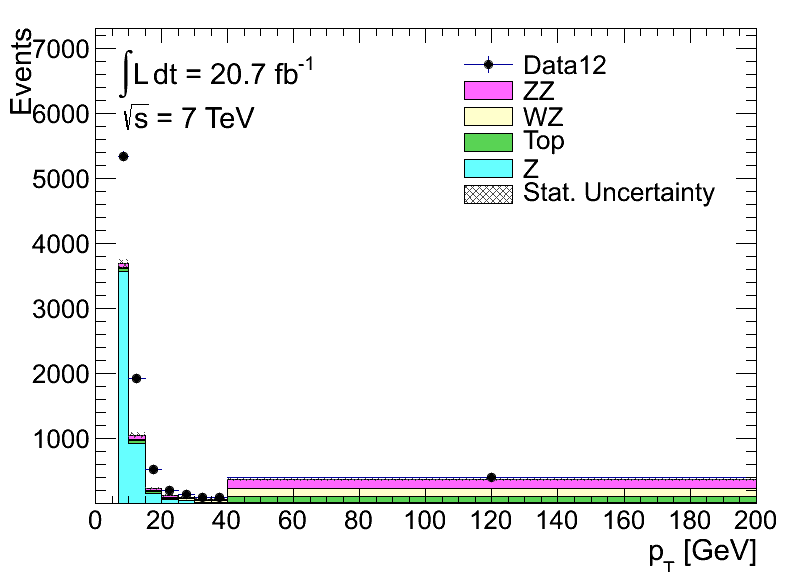 Events
7000
6000
5000
4000
3000
2000
1000
∫L dt = 20.7 fb⁻¹
√s = 7 TeV
Data12
ZZ
WZ
Top
Z
Stat. Uncertainty
0 20 40 60 80 100 120 140 160 180 200
p_T [GeV]